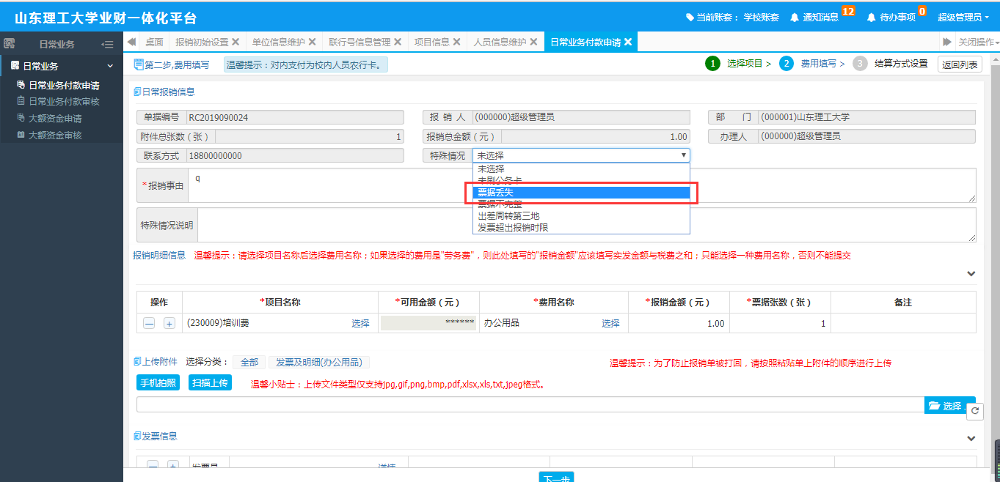 山东理工大学业财一体化平台
当前账套： 学校账套 通知消息 12 待办事项 0 超级管理员
日常业务
桌面 报销初始设置 单位信息维护 联行号信息管理 项目信息 人员信息维护 日常业务付款申请 关闭操作
日常业务
日常业务付款申请
日常业务付款审核
大额资金申请
大额资金审核
第二步,费用填写 温馨提示：对内支付为校内人员农行卡。 1 选择项目 > 2 费用填写 > 3 结算方式设置 返回列表
日常报销信息
单据编号 RC2019090024 报 销 人 (000000)超级管理员 部 门 (000001)山东理工大学
附件总张数（张） 1 报销总金额（元） 1.00 办理人 (000000)超级管理员
联系方式 18800000000 特殊情况 未选择
未选择
未刷公务卡
票据丢失
票据不完整
出差周转第三地
发票超出报销时限
*报销事由 q
特殊情况说明
报销明细信息 温馨提示：请选择项目名称后选择费用名称；如果选择的费用是"劳务费"，则此处填写的"报销金额"应该填写实发金额与税费之和；只能选择一种费用名称，否则不能提交
操作 *项目名称 *可用金额（元） *费用名称 *报销金额（元） *票据张数（张） 备注
(230009)培训费 选择 ****** 办公用品 选择 1.00 1
上传附件 选择分类： 全部 发票及明细(办公用品) 温馨提示：为了防止报销单被打回，请按照粘贴单上附件的顺序进行上传
手机拍照 扫描上传 温馨小贴士：上传文件类型仅支持jpg,gif,png,bmp,pdf,xlsx,xls,txt,jpeg格式。
选择 .
发票信息
发票号 详情
下一步